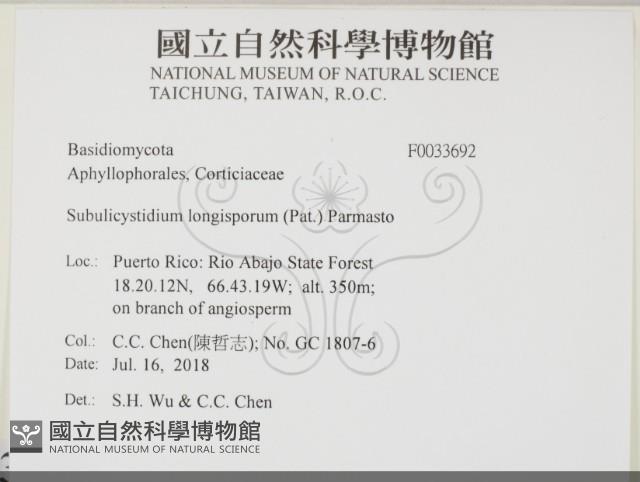 國立自然科學博物館
NATIONAL MUSEUM OF NATURAL SCIENCE
TAICHUNG, TAIWAN, R.O.C.
Basidiomycota F0033692
Aphyllophorales, Corticiaceae
Subulicystidium longisporum (Pat.) Parmasto
Loc.: Puerto Rico: Río Abajo State Forest
18.20.12N, 66.43.19W; alt. 350m;
on branch of angiosperm
Col.: C.C. Chen(陳哲志); No. GC 1807-6
Date: Jul. 16, 2018
Det.: S.H. Wu & C.C. Chen
國立自然科學博物館
NATIONAL MUSEUM OF NATURAL SCIENCE